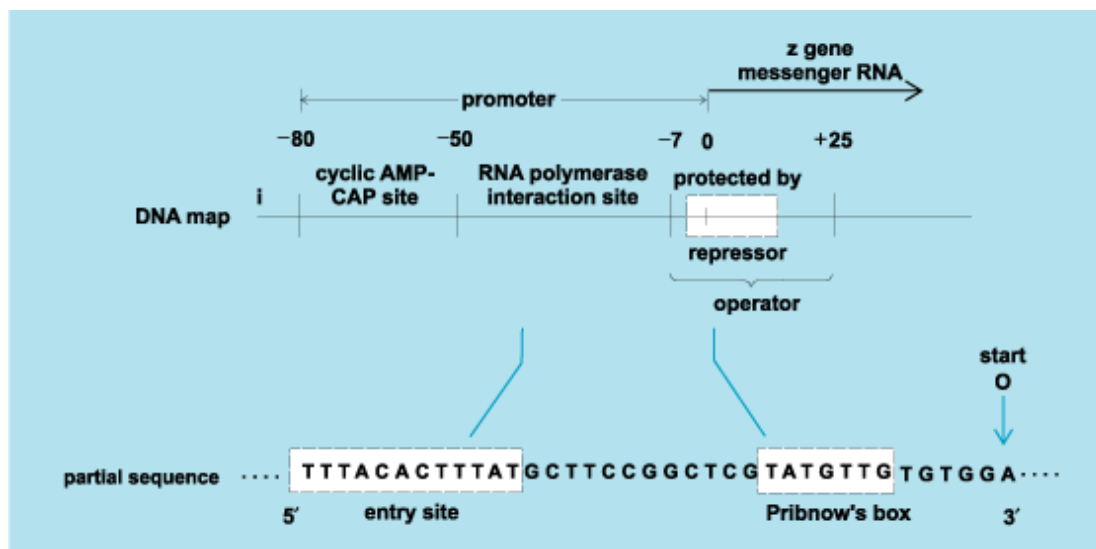 z gene
messenger RNA
promoter
−80 −50 −7 0 +25
cyclic AMP- RNA polymerase protected by
CAP site interaction site
i
DNA map
repressor
operator
start
O
partial sequence ···· TTTACACTTTATGCTTCCGGCTCGTATGTTGTGTGGA ····
5′ entry site Pribnow's box 3′